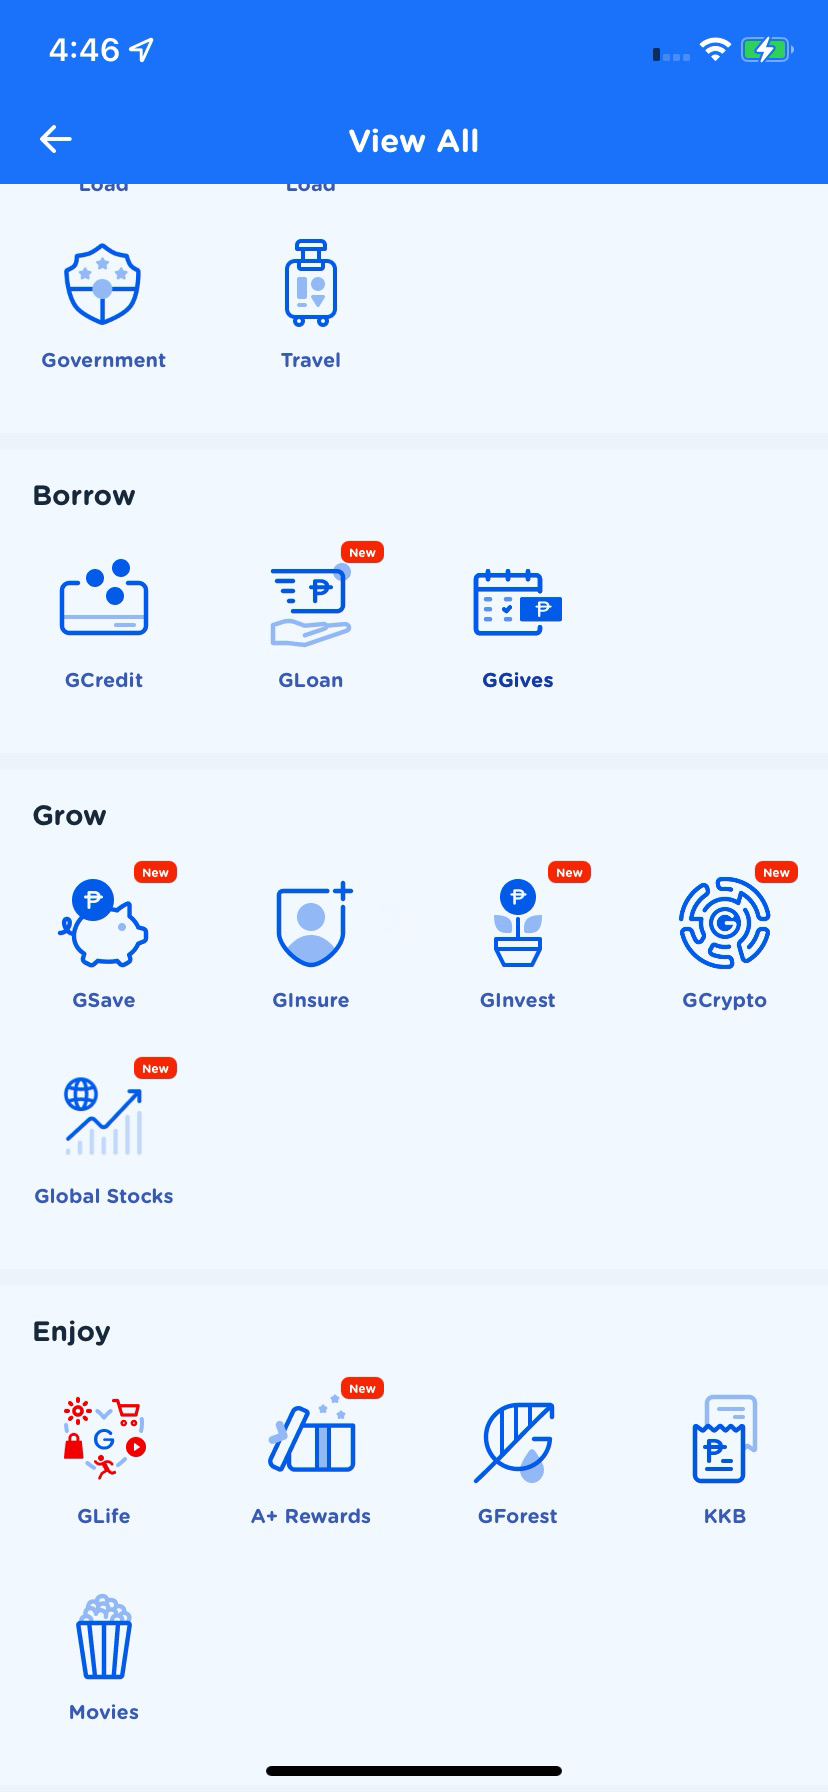 4:46
View All
Load Load
Government Travel
Borrow
New
GCredit GLoan GGives
Grow
New New New
GSave GInsure GInvest GCrypto
New
Global Stocks
Enjoy
New
GLife A+ Rewards GForest KKB
Movies